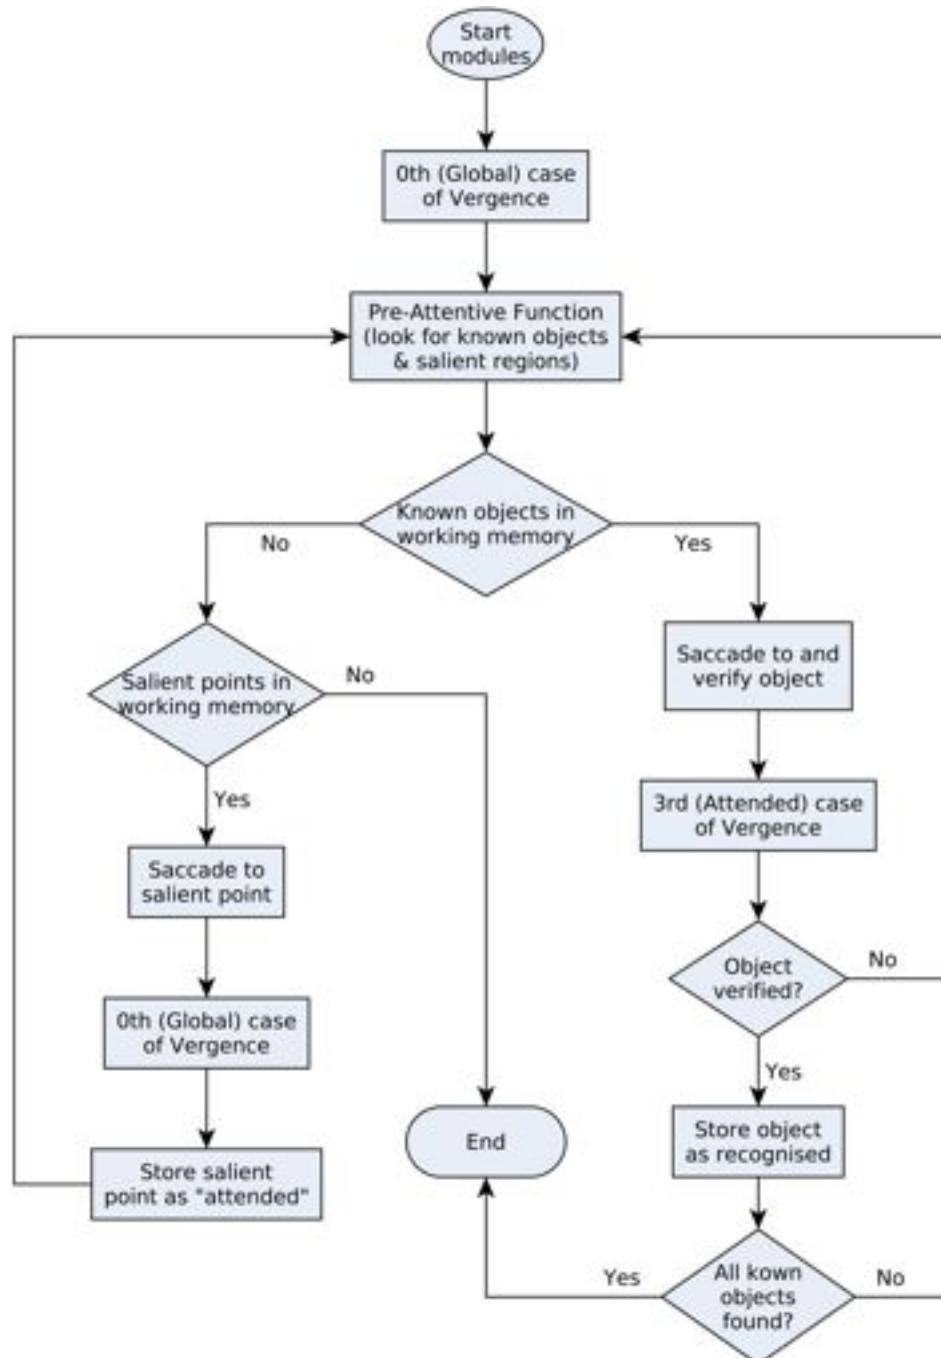 Start
modules
0th (Global) case
of Vergence
Pre-Attentive Function
(look for known objects
& salient regions)
Known objects in
working memory
No
Yes
Salient points in
working memory
No
Saccade to and
verify object
Yes
3rd (Attended) case
of Vergence
Saccade to
salient point
Object
verified?
No
0th (Global) case
of Vergence
Yes
End
Store object
as recognised
Store salient
point as "attended"
Yes
All kown
objects
found?
No